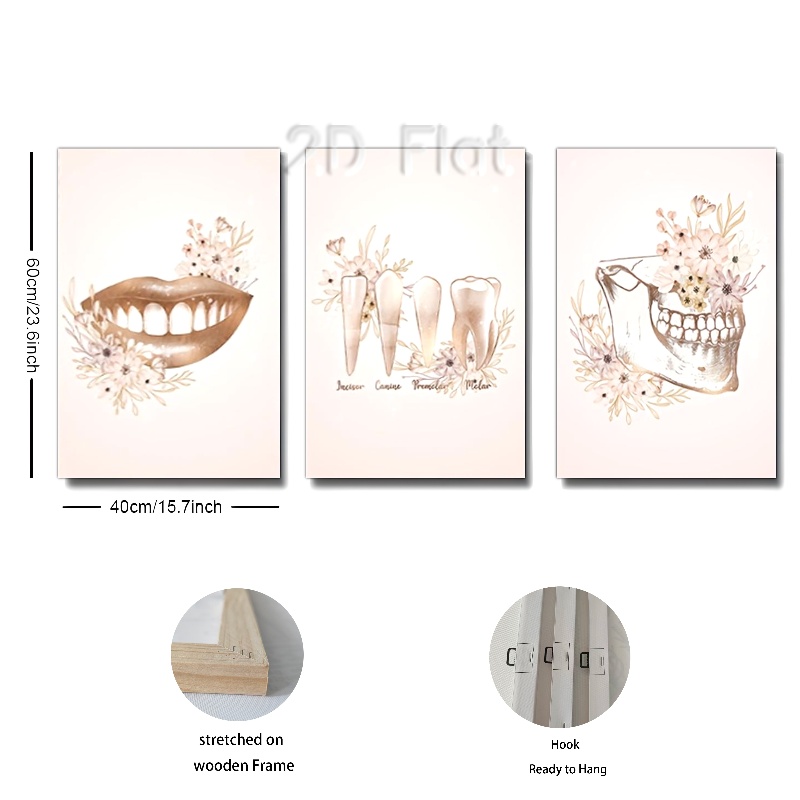 2D Flat
60cm/23.6inch
Incisor Canine Premolar Molar
40cm/15.7inch
stretched on
wooden Frame
Hook
Ready to Hang